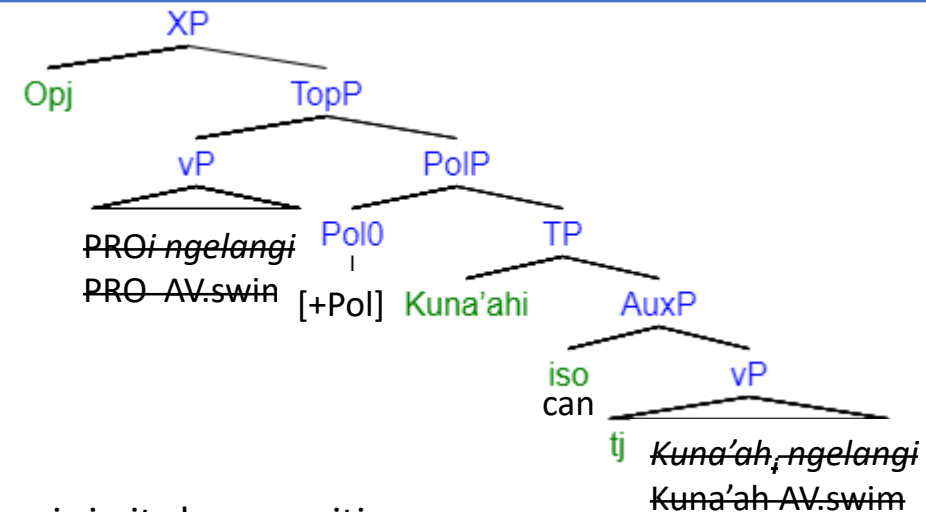 XP
Opj TopP
vP PolP
PROi ngelangi Pol0 TP
PRO AV.swin
[+Pol] Kuna'ahi AuxP
iso vP
can
tj Kuna'ah, i ngelangi
Kuna'ah AV.swim